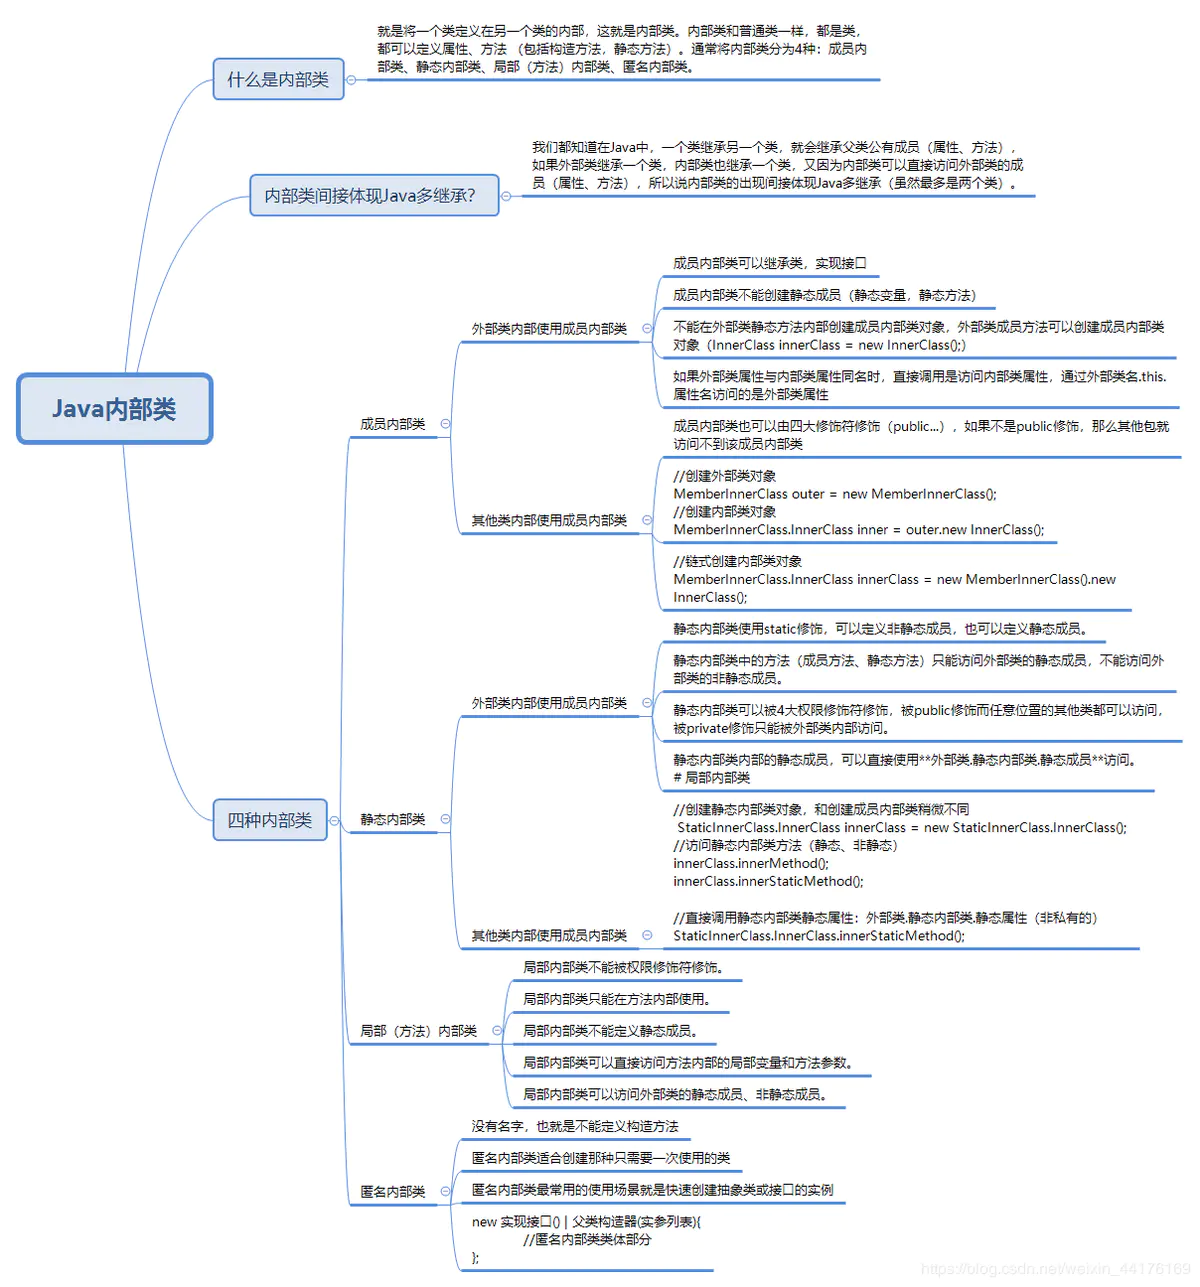 Java内部类
什么是内部类
就是将一个类定义在另一个类的内部，这就是内部类。内部类和普通类一样，都是类，
都可以定义属性、方法 （包括构造方法，静态方法）。通常将内部类分为4种：成员内
部类、静态内部类、局部（方法）内部类、匿名内部类。
内部类间接体现Java多继承？
我们都知道在Java中，一个类继承另一个类，就会继承父类公有成员（属性、方法），
如果外部类继承一个类，内部类也继承一个类，又因为内部类可以直接访问外部类的成
员（属性、方法），所以说内部类的出现间接体现Java多继承（虽然最多是两个类）。
四种内部类
成员内部类
外部类内部使用成员内部类
成员内部类可以继承类，实现接口
成员内部类不能创建静态成员（静态变量，静态方法）
不能在外部类静态方法内部创建成员内部类对象，外部类成员方法可以创建成员内部类
对象（InnerClass innerClass = new InnerClass();）
如果外部类属性与内部类属性同名时，直接调用是访问内部类属性，通过外部类名.this.
属性名访问的是外部类属性
其他类内部使用成员内部类
成员内部类也可以由四大修饰符修饰（public...），如果不是public修饰，那么其他包就
访问不到该成员内部类
//创建外部类对象
MemberInnerClass outer = new MemberInnerClass();
//创建内部类对象
MemberInnerClass.InnerClass inner = outer.new InnerClass();
//链式创建内部类对象
MemberInnerClass.InnerClass innerClass = new MemberInnerClass().new
InnerClass();
静态内部类
外部类内部使用成员内部类
静态内部类使用static修饰，可以定义非静态成员，也可以定义静态成员。
静态内部类中的方法（成员方法、静态方法）只能访问外部类的静态成员，不能访问外
部类的非静态成员。
静态内部类可以被4大权限修饰符修饰，被public修饰而任意位置的其他类都可以访问，
被private修饰只能被外部类内部访问。
静态内部类内部的静态成员，可以直接使用**外部类.静态内部类.静态成员**访问。
# 局部内部类
其他类内部使用成员内部类
//创建静态内部类对象，和创建成员内部类稍微不同
StaticInnerClass.InnerClass innerClass = new StaticInnerClass.InnerClass();
//访问静态内部类方法（静态、非静态）
innerClass.innerMethod();
innerClass.innerStaticMethod();
//直接调用静态内部类静态属性：外部类.静态内部类.静态属性（非私有的）
StaticInnerClass.InnerClass.innerStaticMethod();
局部（方法）内部类
局部内部类不能被权限修饰符修饰。
局部内部类只能在方法内部使用。
局部内部类不能定义静态成员。
局部内部类可以直接访问方法内部的局部变量和方法参数。
局部内部类可以访问外部类的静态成员、非静态成员。
匿名内部类
没有名字，也就是不能定义构造方法
匿名内部类适合创建那种只需要一次使用的类
匿名内部类最常用的使用场景就是快速创建抽象类或接口的实例
new 实现接口() | 父类构造器(实参列表){
//匿名内部类类体部分
};
https://blog.csdn.net/weixin_44176169